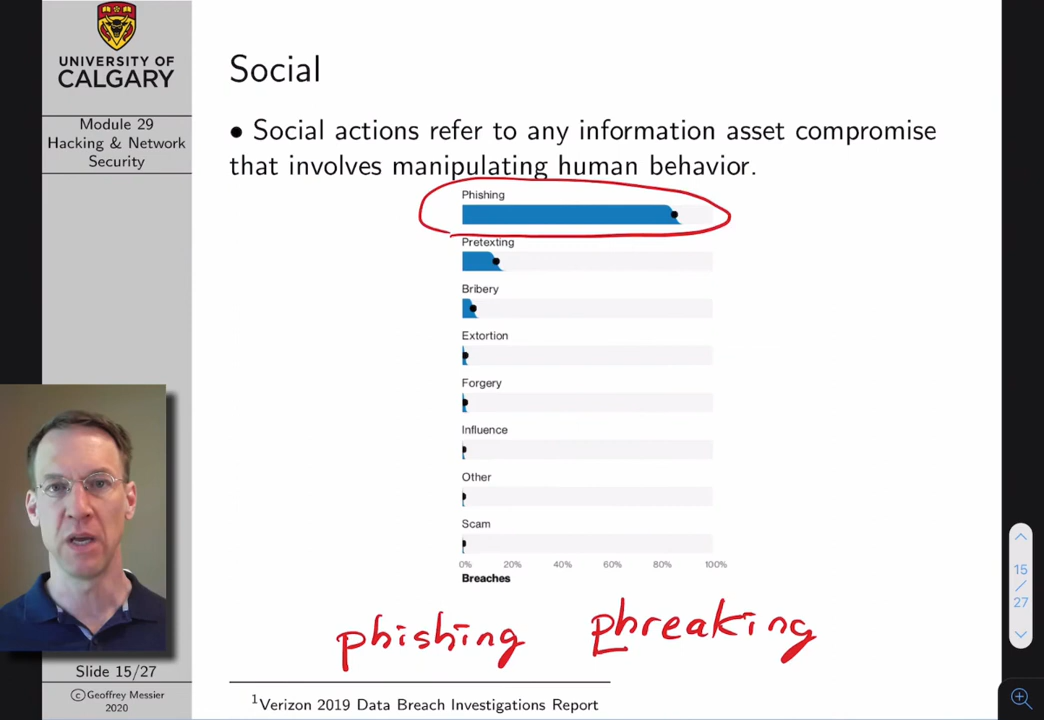 UNIVERSITY OF
CALGARY
Module 29
Hacking & Network
Security
Social
• Social actions refer to any information asset compromise
that involves manipulating human behavior.
Phishing
Pretexting
Bribery
Extortion
Forgery
Influence
Other
Scam
0% 20% 40% 60% 80% 100%
Breaches
phishing phreaking
15
/
27
Slide 15/27
©Geoffrey Messier
2020
1Verizon 2019 Data Breach Investigations Report